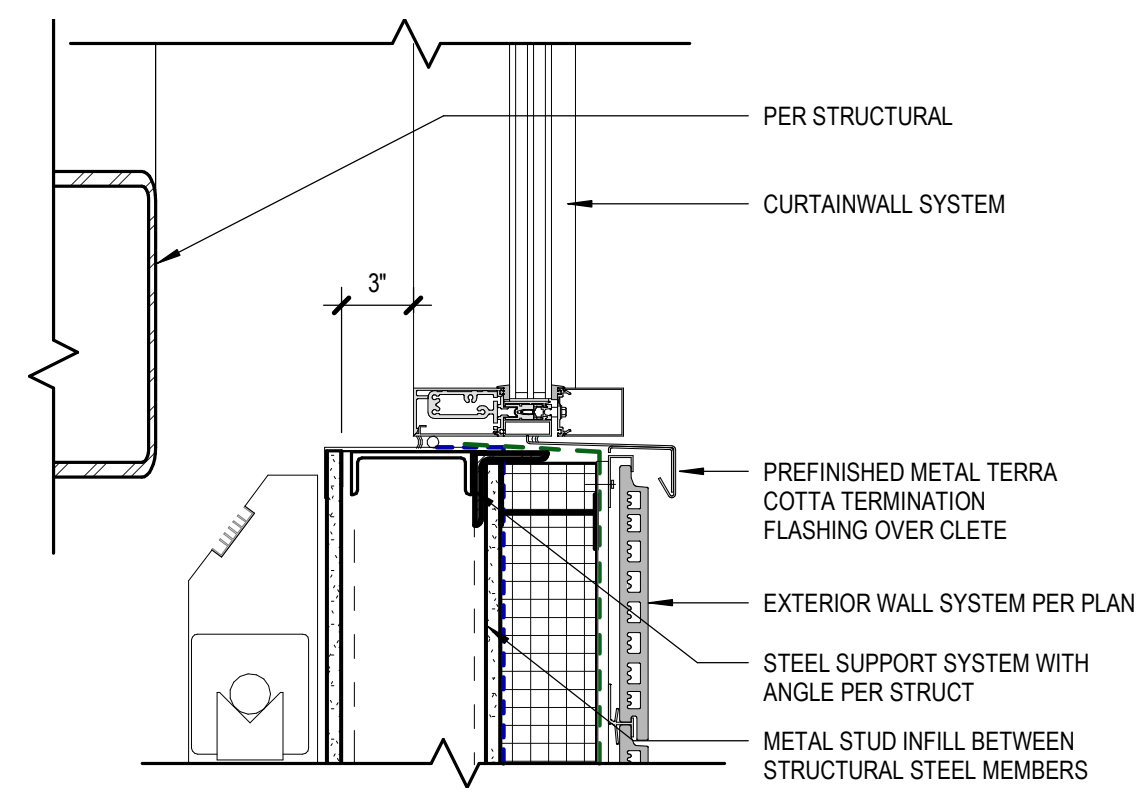 PER STRUCTURAL
CURTAINWALL SYSTEM
3"
PREFINISHED METAL TERRA
COTTA TERMINATION
FLASHING OVER CLETE
EXTERIOR WALL SYSTEM PER PLAN
STEEL SUPPORT SYSTEM WITH
ANGLE PER STRUCT
METAL STUD INFILL BETWEEN
STRUCTURAL STEEL MEMBERS